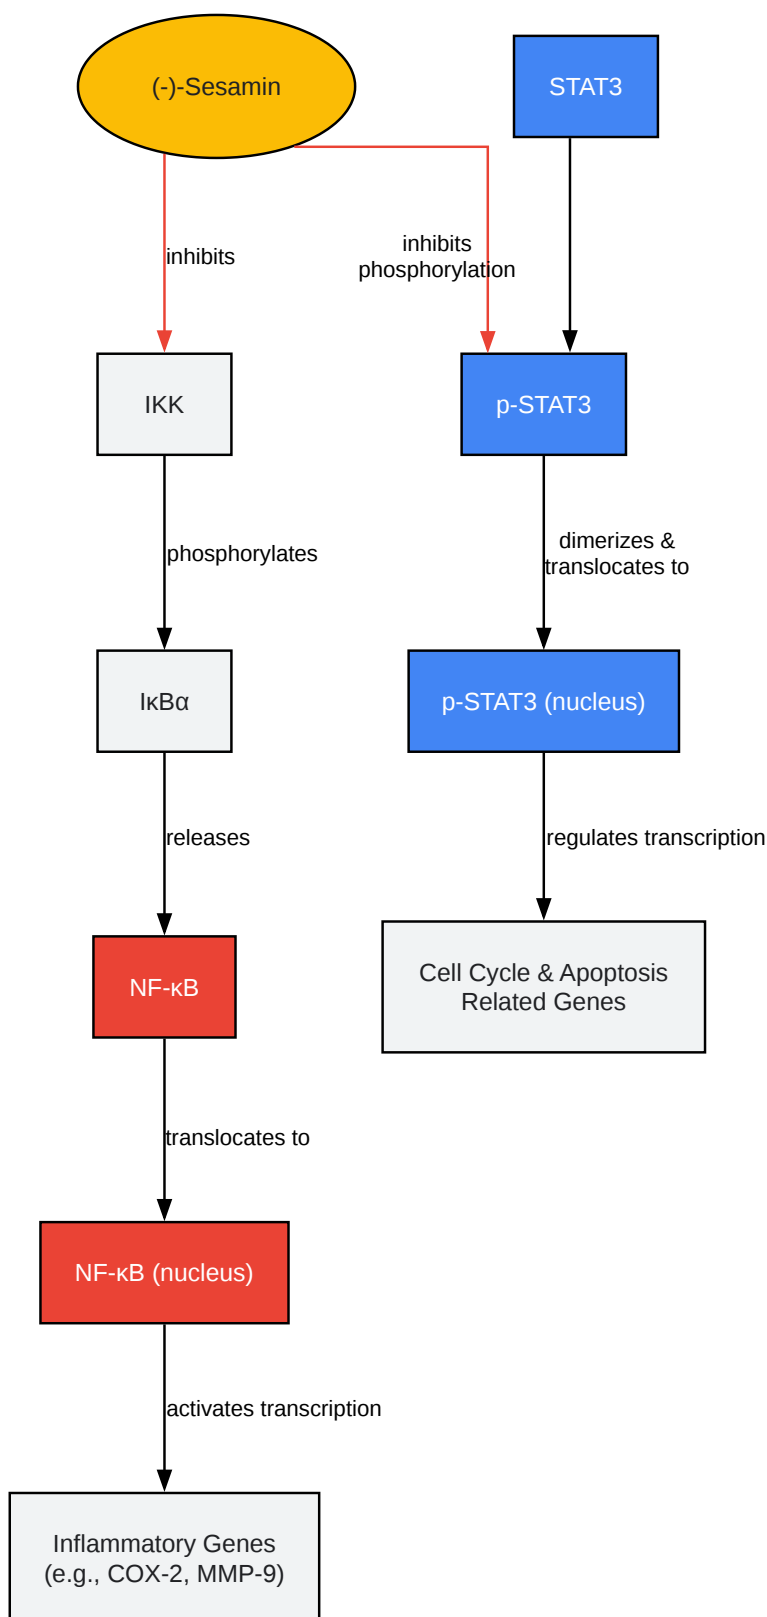 (-)-Sesamin
STAT3
inhibits
inhibits
phosphorylation
IKK
p-STAT3
phosphorylates
dimerizes &
translocates to
IκBα
p-STAT3 (nucleus)
releases
regulates transcription
NF-κB
Cell Cycle & Apoptosis
Related Genes
translocates to
NF-κB (nucleus)
activates transcription
Inflammatory Genes
(e.g., COX-2, MMP-9)